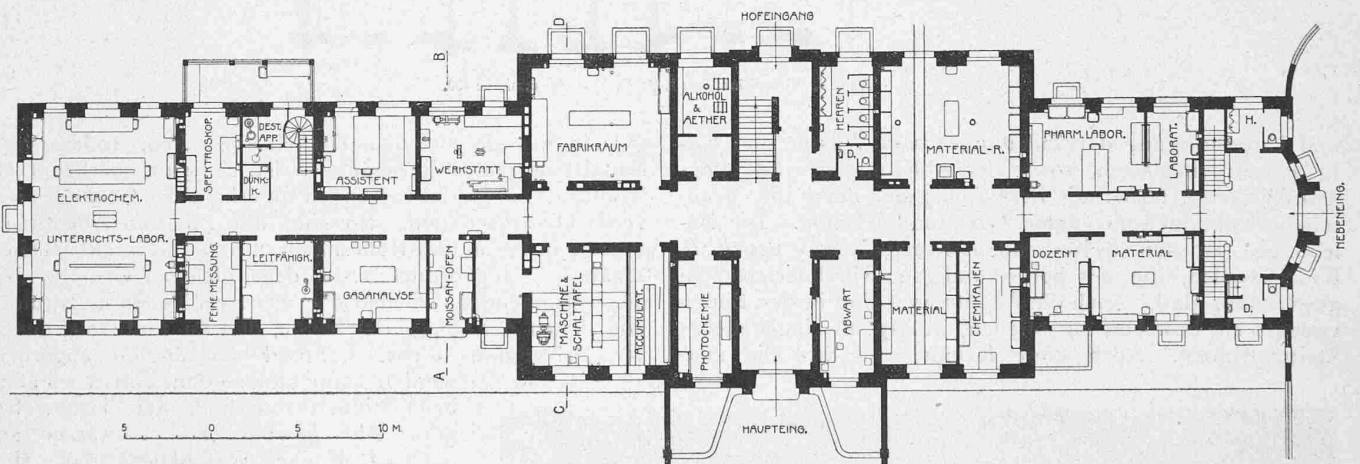 HOFEINGANG
D
B
ALKOHOL
&
AETHER
HERREN
D.
FABRIKRAUM
MATERIAL-R.
PHARM.LABOR.
LABORAT.
H.
SPEKTROSKOP.
DEST.
APP.
DUNK.
K.
ASSISTENT
WERKSTATT
ELEKTROCHEM.
UNTERRICHTS-LABOR.
NEBENEING.
FEINE MESSUNG.
LEITFÄHIGK.
GASANALYSE
MOISSAN-OFEN
MASCHINE &
SCHALTTAFEL
ACCUMULAT.
PHOTOCHEMIE
ABWART
MATERIAL
CHEMIKALIEN
DOZENT
MATERIAL
D.
A
C
HAUPTEING.
5 0 5 10 M.